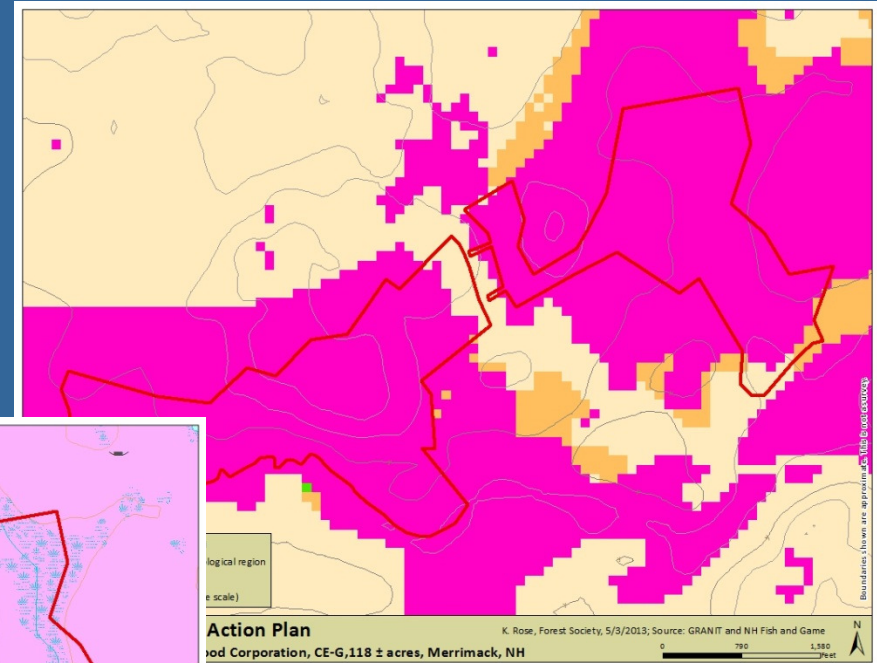 ological region
e scale)
Action Plan
ood Corporation, CE-G,118 ± acres, Merrimack, NH
K. Rose, Forest Society, 5/3/2013; Source: GRANIT and NH Fish and Game
0 790 1,580
Feet
N
Boundaries shown are approximate. This is not a survey.